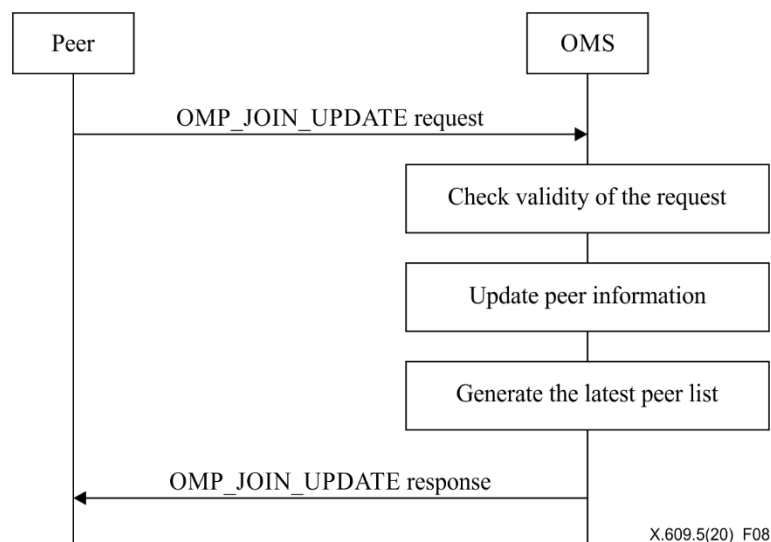 Peer
OMS
OMP_JOIN_UPDATE request
Check validity of the request
Update peer information
Generate the latest peer list
OMP_JOIN_UPDATE response
X.609.5(20)_F08